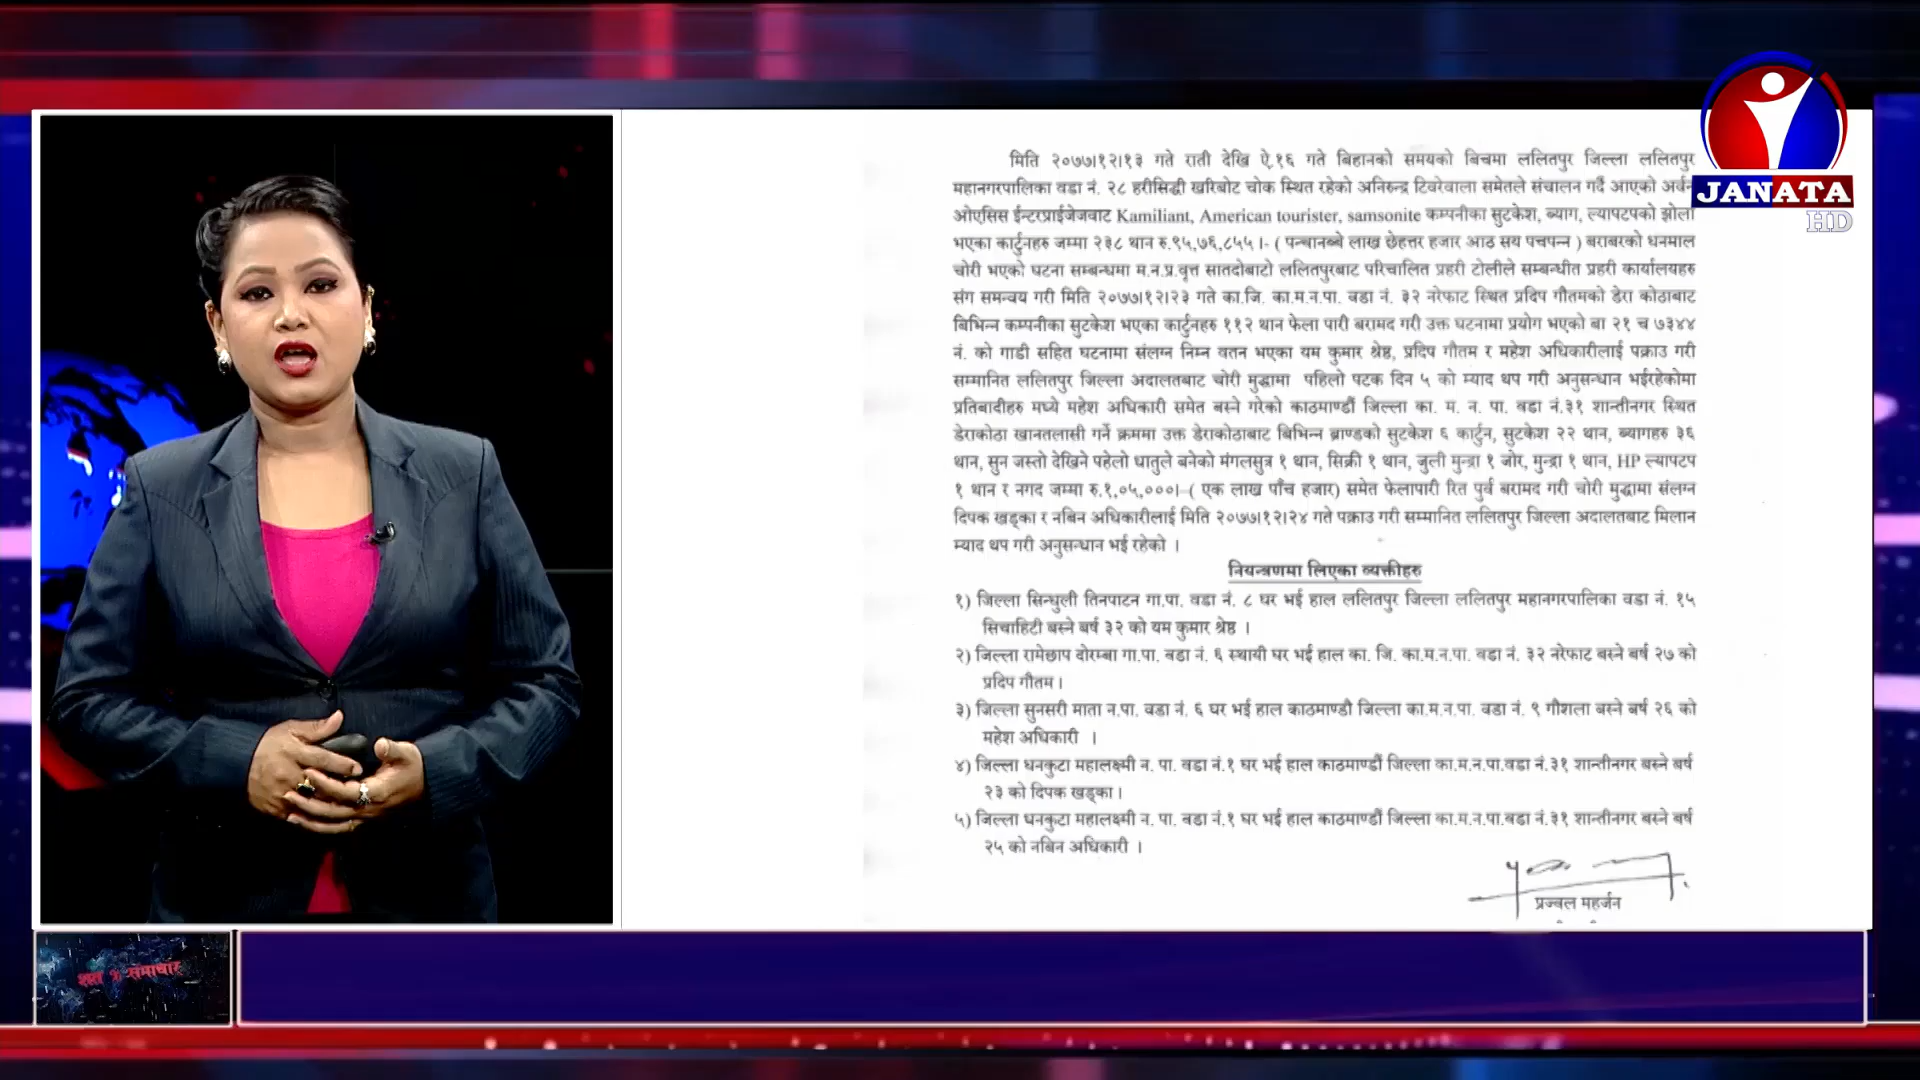 JANATA
HD
मिति २०७७।१२।१३ गते राती देखि ऐ.१६ गते बिहानको समयको बिचमा ललितपुर जिल्ला ललितपुर
महानगरपालिका वडा नं. २८ हरीसिद्धी खरिबोट चोक स्थित रहेको अनिरुन्द्र टिवरेवाला समेतले संचालन गर्दै आएको अर्वन
ओएसिस ईन्टरप्राईजेजवाट Kamiliant, American tourister, samsonite कम्पनीका सुटकेश, ब्याग, ल्यापटपको झोला
भएका कार्टुनहरु जम्मा २३८ थान रु.९५,७६,८५५ ।- ( पन्चानब्बे लाख छेहत्तर हजार आठ सय पचपन्न ) बराबरको धनमाल
चोरी भएको घटना सम्बन्धमा म.न.प्र.वृत्त सातदोबाटो ललितपुरबाट परिचालित प्रहरी टोलीले सम्बन्धीत प्रहरी कार्यालयहरु
संग समन्वय गरी मिति २०७७।१२।२३ गते का.जि. का.म.न.पा. वडा नं. ३२ नरेफाट स्थित प्रदिप गौतमको डेरा कोठाबाट
बिभिन्न कम्पनीका सुटकेश भएका कार्टुनहरु ११२ थान फेला पारी बरामद गरी उक्त घटनामा प्रयोग भएको बा २१ च ७३४४
नं. को गाडी सहित घटनामा संलग्न निम्न वतन भएका यम कुमार श्रेष्ठ, प्रदिप गौतम र महेश अधिकारीलाई पक्राउ गरी
सम्मानित ललितपुर जिल्ला अदालतबाट चोरी मुद्धामा पहिलो पटक दिन ५ को म्याद थप गरी अनुसन्धान भईरहेकोमा
प्रतिबादीहरु मध्ये महेश अधिकारी समेत बस्ने गरेको काठमाण्डौं जिल्ला का. म. न. पा. वडा नं.३१ शान्तीनगर स्थित
डेराकोठा खानतलासी गर्ने क्रममा उक्त डेराकोठाबाट बिभिन्न ब्राण्डको सुटकेश ६ कार्टुन, सुटकेश २२ थान, ब्यागहरु ३६
थान, सुन जस्तो देखिने पहेलो धातुले बनेको मंगलसुत्र १ थान, सिक्री १ थान, जुली मुन्द्रा १ जोर, मुन्द्रा १ थान, HP ल्यापटप
१ थान र नगद जम्मा रु.१,०५,०००।–( एक लाख पाँच हजार) समेत फेलापारी रित पुर्व बरामद गरी चोरी मुद्धामा संलग्न
दिपक खड्का र नबिन अधिकारीलाई मिति २०७७।१२।२४ गते पक्राउ गरी सम्मानित ललितपुर जिल्ला अदालतबाट मिलान
म्याद थप गरी अनुसन्धान भई रहेको ।
नियन्त्रणमा लिएका व्यक्तीहरु
१) जिल्ला सिन्धुली तिनपाटन गा.पा. वडा नं. ८ घर भई हाल ललितपुर जिल्ला ललितपुर महानगरपालिका वडा नं. १५
सिचाहिटी बस्ने बर्ष ३२ को यम कुमार श्रेष्ठ ।
२) जिल्ला रामेछाप दोरम्बा गा.पा. वडा नं. ६ स्थायी घर भई हाल का. जि. का.म.न.पा. वडा नं. ३२ नरेफाट बस्ने बर्ष २७ को
प्रदिप गौतम ।
३) जिल्ला सुनसरी माता न.पा. वडा नं. ६ घर भई हाल काठमाण्डौ जिल्ला का.म.न.पा. वडा नं. ९ गौशला बस्ने बर्ष २६ को
महेश अधिकारी ।
४) जिल्ला धनकुटा महालक्ष्मी न. पा. वडा नं.१ घर भई हाल काठमाण्डौं जिल्ला का.म.न.पा.वडा नं.३१ शान्तीनगर बस्ने बर्ष
२३ को दिपक खड्का ।
५) जिल्ला धनकुटा महालक्ष्मी न. पा. वडा नं.१ घर भई हाल काठमाण्डौं जिल्ला का.म.न.पा.वडा नं.३१ शान्तीनगर बस्ने बर्ष
२५ को नबिन अधिकारी ।
प्रज्वल महर्जन
समाचार